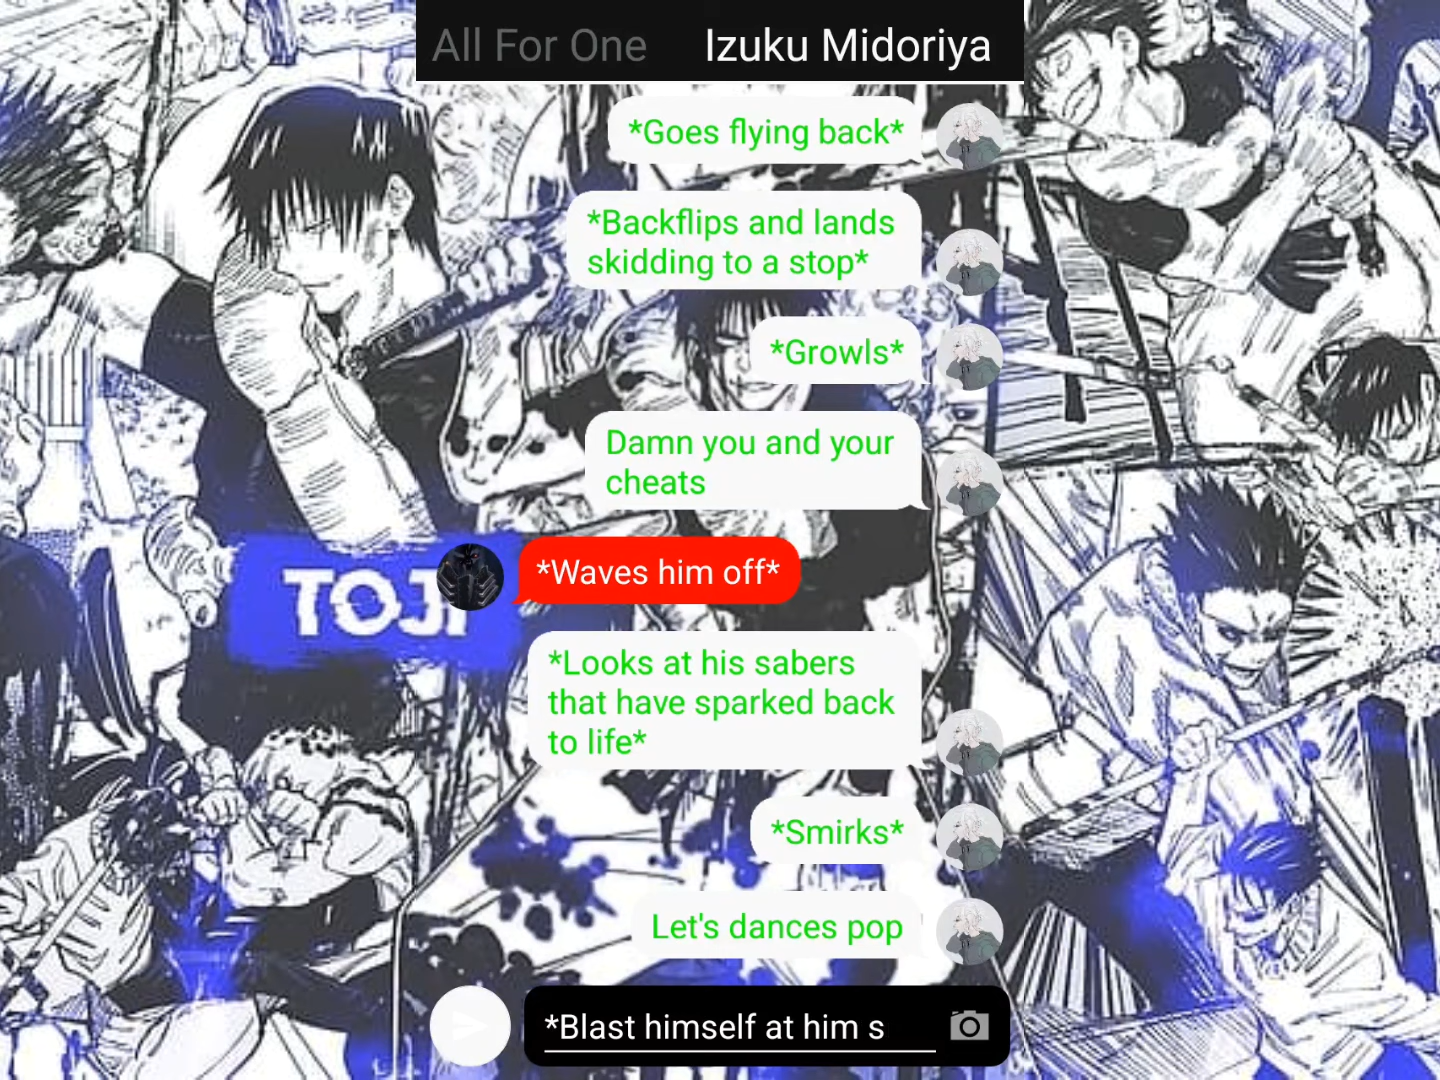 All For One Izuku Midoriya
*Goes flying back*
*Backflips and lands
skidding to a stop*
*Growls*
Damn you and your
cheats
*Waves him off*
TOJI
*Looks at his sabers
that have sparked back
to life*
*Smirks*
Let's dances pop
*Blast himself at him s